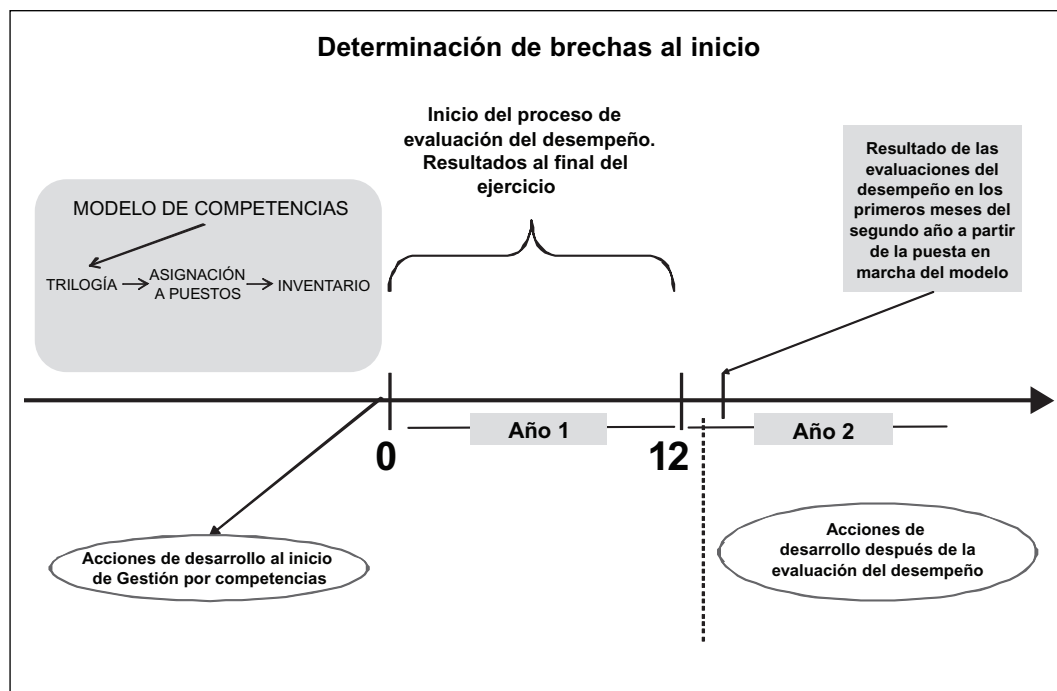 Determinación de brechas al inicio
Inicio del proceso de
evaluación del desempeño.
Resultados al final del
ejercicio
Resultado de las
evaluaciones del
desempeño en los
primeros meses del
segundo año a partir
de la puesta en
marcha del modelo
MODELO DE COMPETENCIAS
TRILOGÍA
ASIGNACIÓN
A PUESTOS
INVENTARIO
Año 1
Año 2
0
12
Acciones de desarrollo al inicio
de Gestión por competencias
Acciones de
desarrollo después de la
evaluación del desempeño